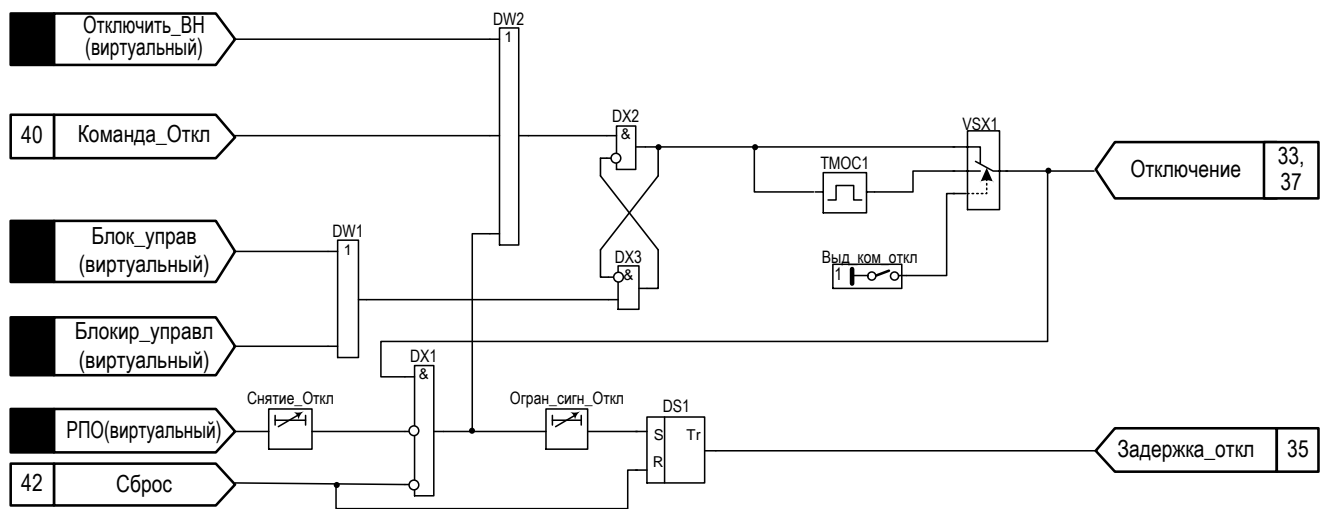 Отключить_ВН
(виртуальный)
DW2
1
40 Команда_Откл
DX2
&
VSX1
TMOC1
Отключение
33,
37
Блок_управ
(виртуальный)
DW1
1
DX3
&
Выд_ком_откл
1
Блокир_управл
(виртуальный)
DX1
&
Снятие_Откл
Огран_сигн_Откл
DS1
РПО(виртуальный)
S Tr
R
Задержка_откл 35
42 Сброс